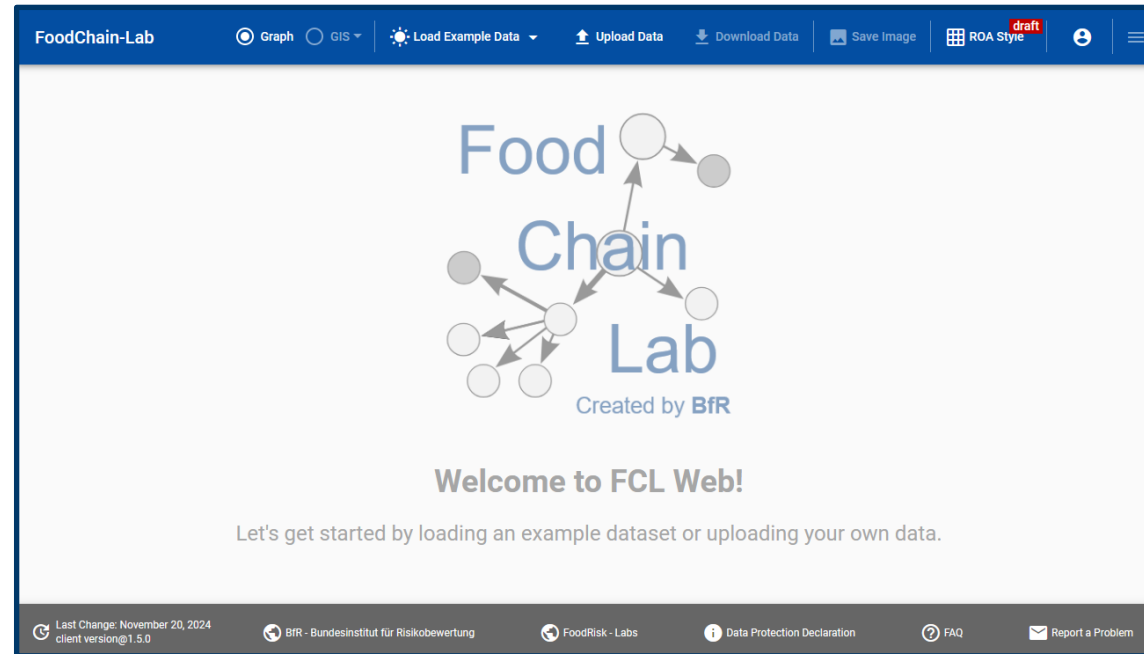 FoodChain-Lab
Graph
GIS
Load Example Data
Upload Data
Download Data
Save Image
ROA Style
draft
Food
Chain
Lab
Created by BfR
Welcome to FCL Web!
Let's get started by loading an example dataset or uploading your own data.
Last Change: November 20, 2024
client version@1.5.0
BfR - Bundesinstitut für Risikobewertung
FoodRisk - Labs
Data Protection Declaration
FAQ
Report a Problem